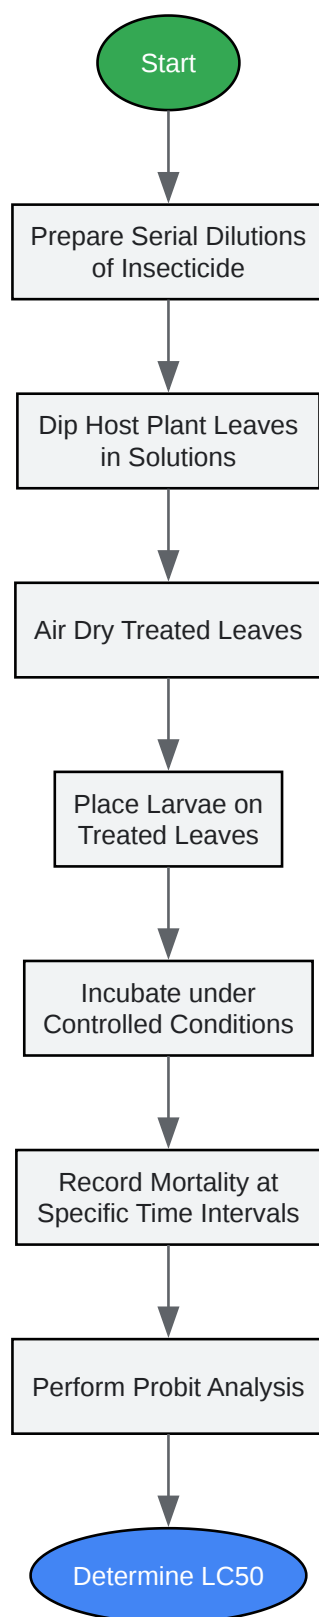 Start
Prepare Serial Dilutions
of Insecticide
Dip Host Plant Leaves
in Solutions
Air Dry Treated Leaves
Place Larvae on
Treated Leaves
Incubate under
Controlled Conditions
Record Mortality at
Specific Time Intervals
Perform Probit Analysis
Determine LC50